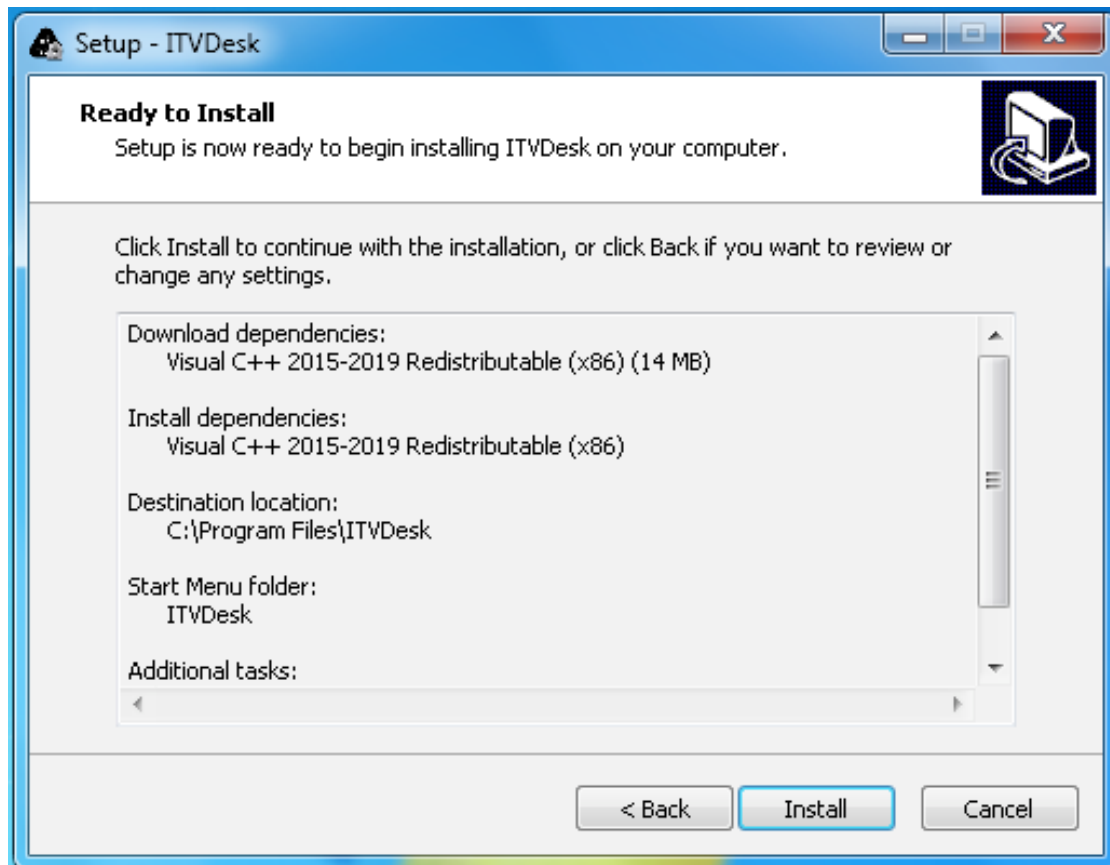 Setup - ITVDesk
Ready to Install
Setup is now ready to begin installing ITVDesk on your computer.
Click Install to continue with the installation, or click Back if you want to review or
change any settings.
Download dependencies:
Visual C++ 2015-2019 Redistributable (x86) (14 MB)
Install dependencies:
Visual C++ 2015-2019 Redistributable (x86)
Destination location:
C:\Program Files\ITVDesk
Start Menu folder:
ITVDesk
Additional tasks:
< Back
Install
Cancel